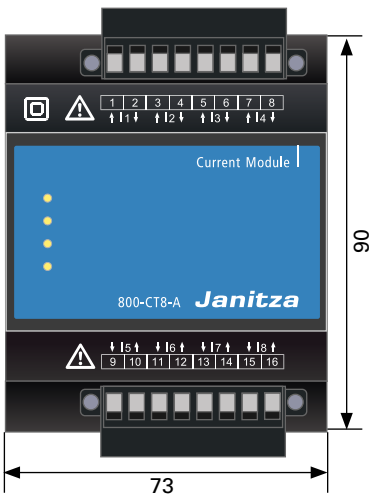 1 2 3 4 5 6 7 8
I1 I2 I3 I4
Current Module
90
800-CT8-A Janitza
I5 I6 I7 I8
9 10 11 12 13 14 15 16
73